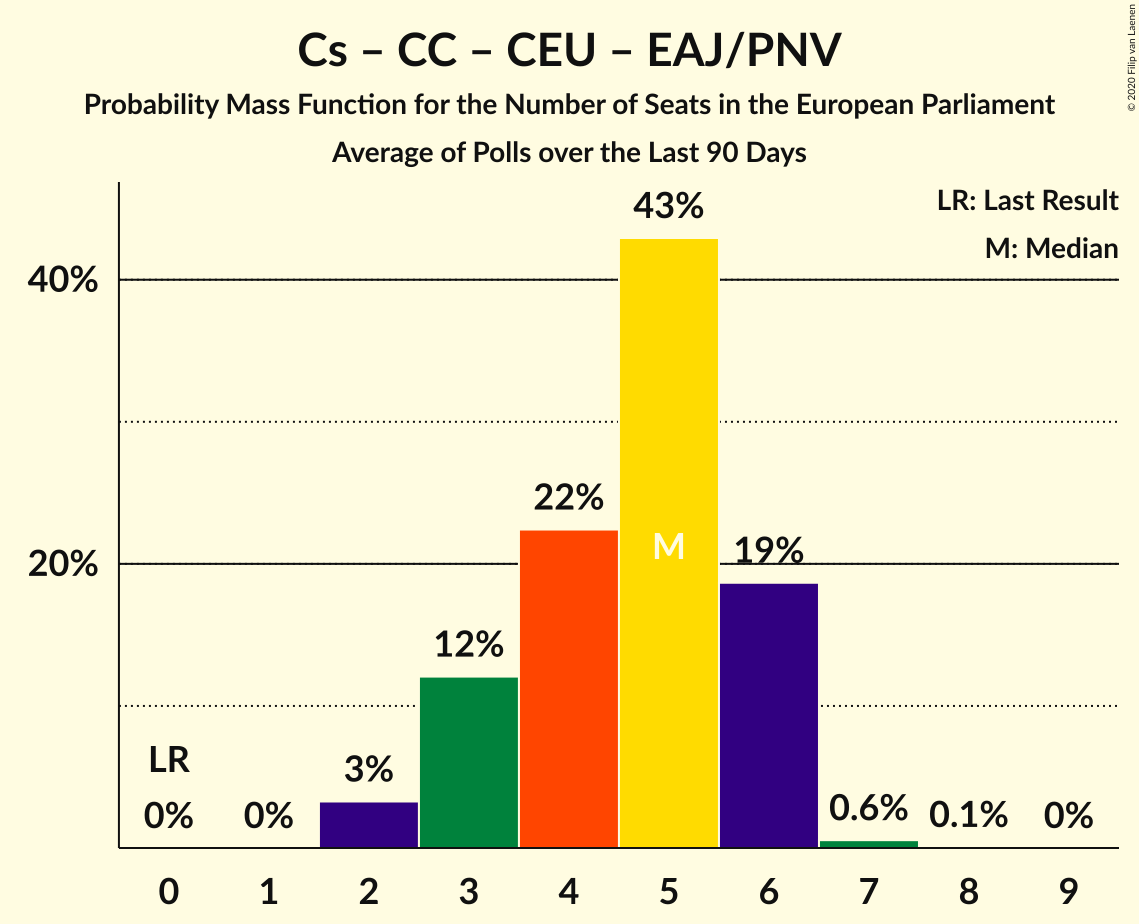 Cs – CC – CEU – EAJ/PNV
Probability Mass Function for the Number of Seats in the European Parliament
Average of Polls over the Last 90 Days
© 2020 Filip van Laenen
LR: Last Result
M: Median
43%
40%
22%
M
19%
20%
12%
LR
3%
0%
0%
0.6%
0.1%
0%
0 1 2 3 4 5 6 7 8 9